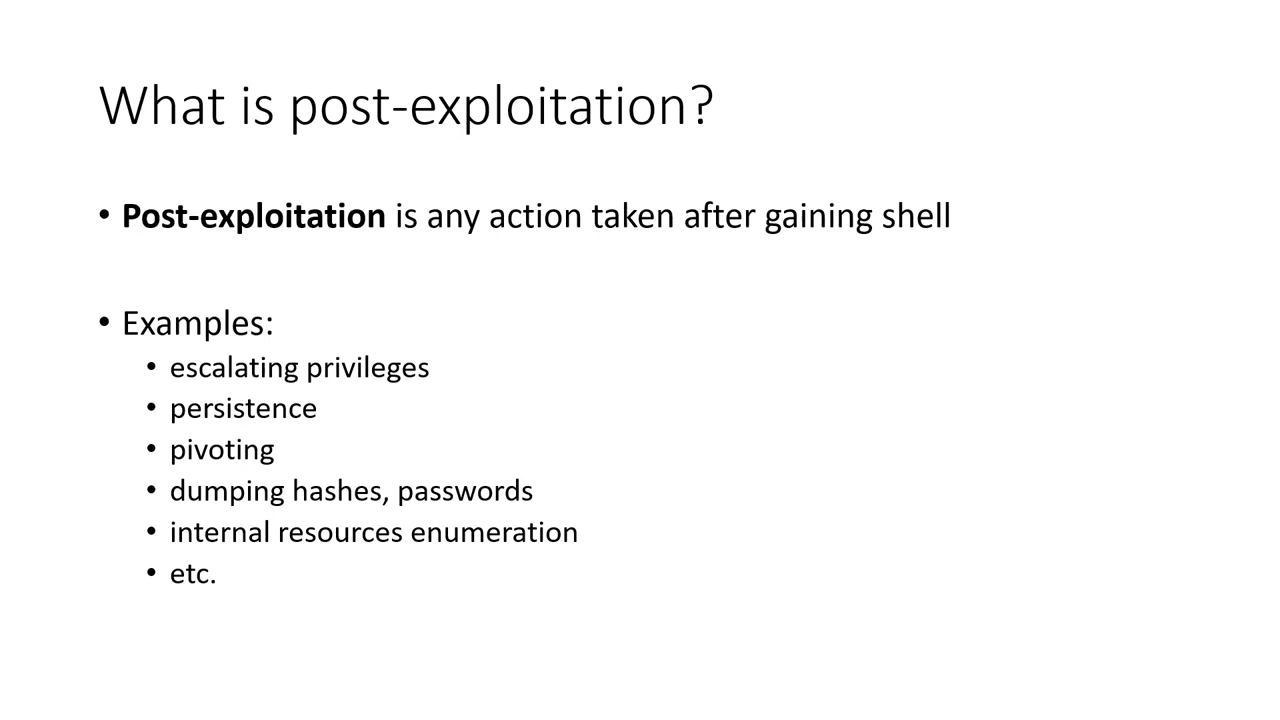 What is post-exploitation?
• Post-exploitation is any action taken after gaining shell
• Examples:
• escalating privileges
• persistence
• pivoting
• dumping hashes, passwords
• internal resources enumeration
• etc.